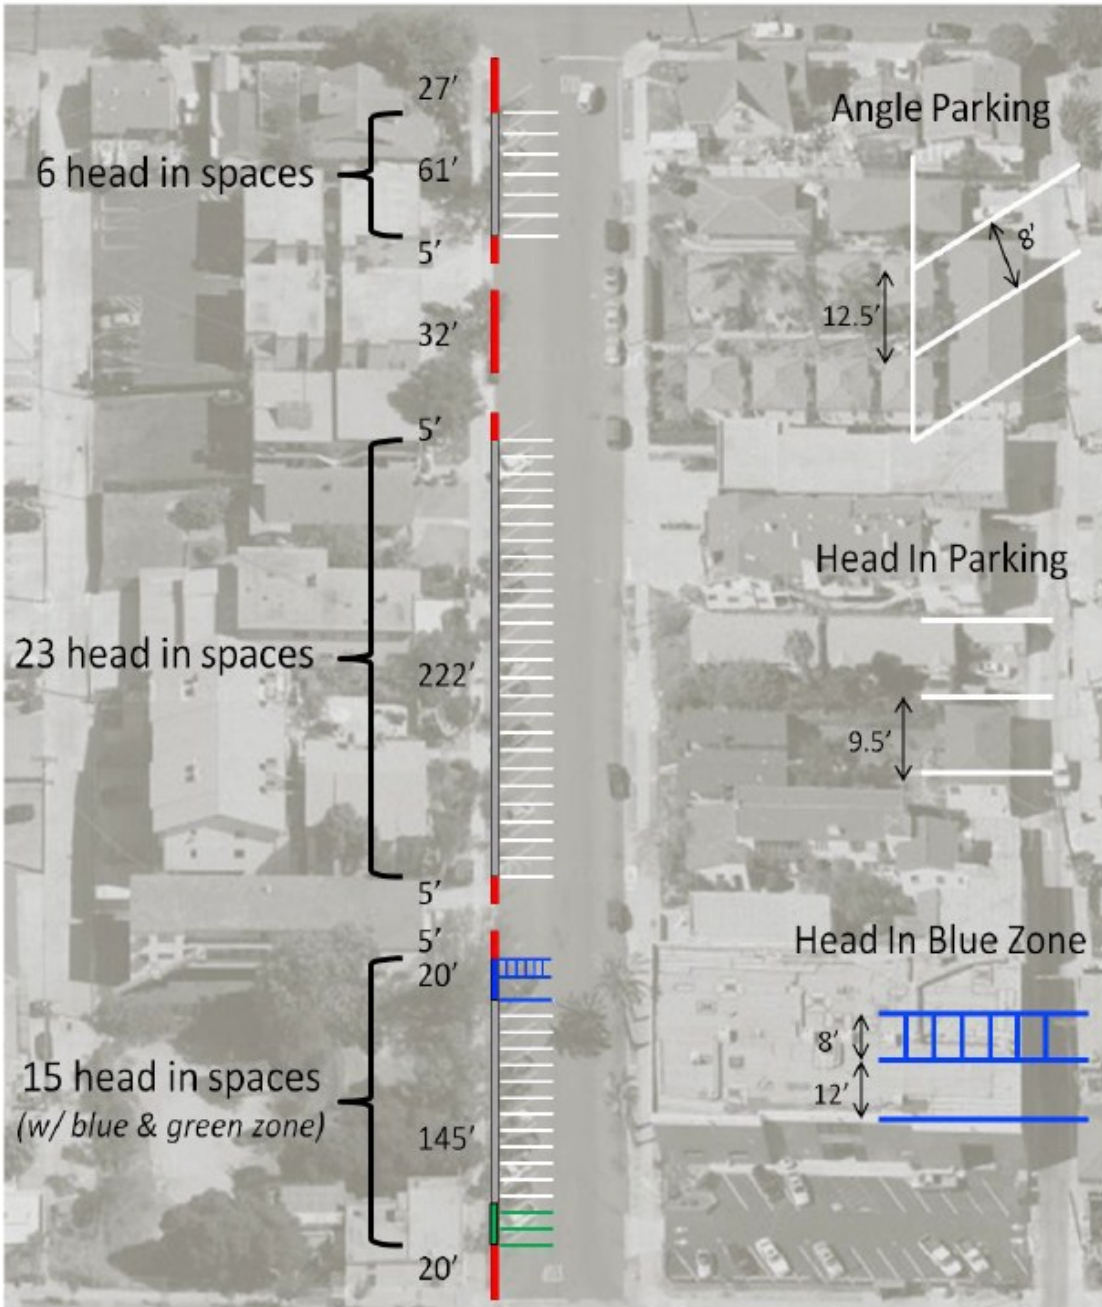 27'
6 head in spaces
61'
5'
32'
5'
23 head in spaces
222'
5'
5'
20'
15 head in spaces
(w/ blue & green zone)
145'
20'
Angle Parking
8'
12.5'
Head In Parking
9.5'
Head In Blue Zone
8'
12'